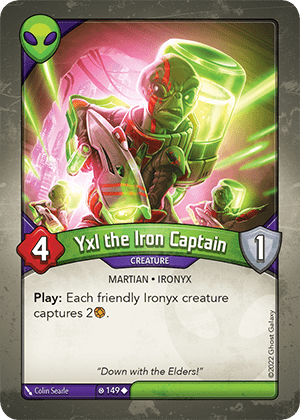 Yxl the Iron Captain
4
CREATURE
1
MARTIAN • IRONYX
Play: Each friendly Ironyx creature
captures 2
"Down with the Elders!"
©2022 Ghost Galaxy
Colin Searle
149